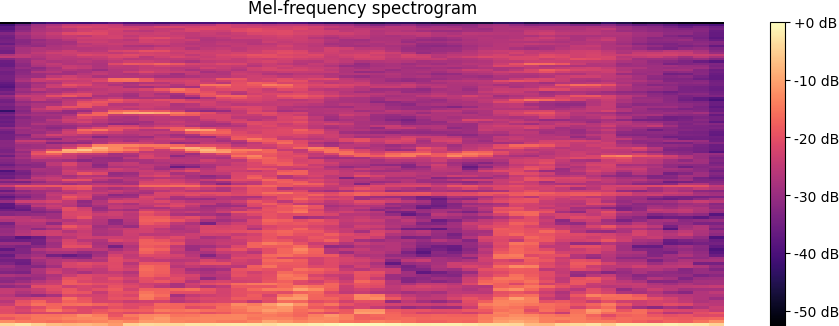 Mel-frequency spectrogram
+0 dB
-10 dB
-20 dB
-30 dB
-40 dB
-50 dB